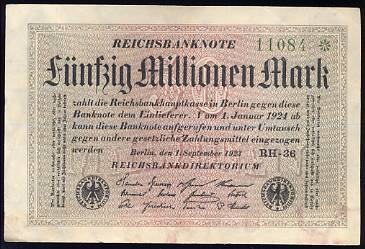 REICHSBANKNOTE
11084 *
Fünfzig Millionen Mark
zahlt die Reichsbankhauptkasse in Berlin gegen diese
Banknote dem Einlieferer. Vom 1. Januar 1924 ab
kann diese Banknote aufgerufen und unter Umtausch
gegen andere gesetzliche Zahlungsmittel eingezogen
werden
Berlin, den 1. September 1923
RH-36
REICHSBANKDIREKTORIUM